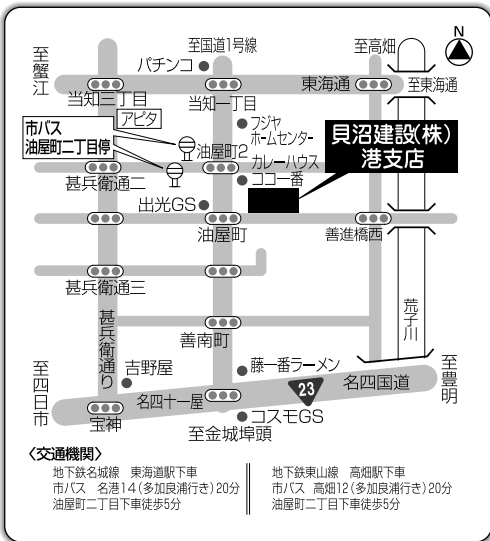 N
至蟹江
至国道1号線
至高畑
パチンコ
東海通
至東海通
当知三丁目
当知一丁目
アピタ
フジヤ
ホームセンター
市バス
油屋町二丁目停
貝沼建設(株)
港支店
油屋町2
カレーハウス
ココ一番
甚兵衛通二
出光GS
油屋町
善進橋西
甚兵衛通三
甚兵衛通り
荒子川
善南町
至四日市
吉野屋
藤一番ラーメン
23
名四国道
至豊明
名四十一屋
宝神
コスモGS
至金城埠頭
〈交通機関〉
地下鉄名城線 東海道駅下車
市バス 名港14(多加良浦行き)20分
油屋町二丁目下車徒歩5分
地下鉄東山線 高畑駅下車
市バス 高畑12(多加良浦行き)20分
油屋町二丁目下車徒歩5分